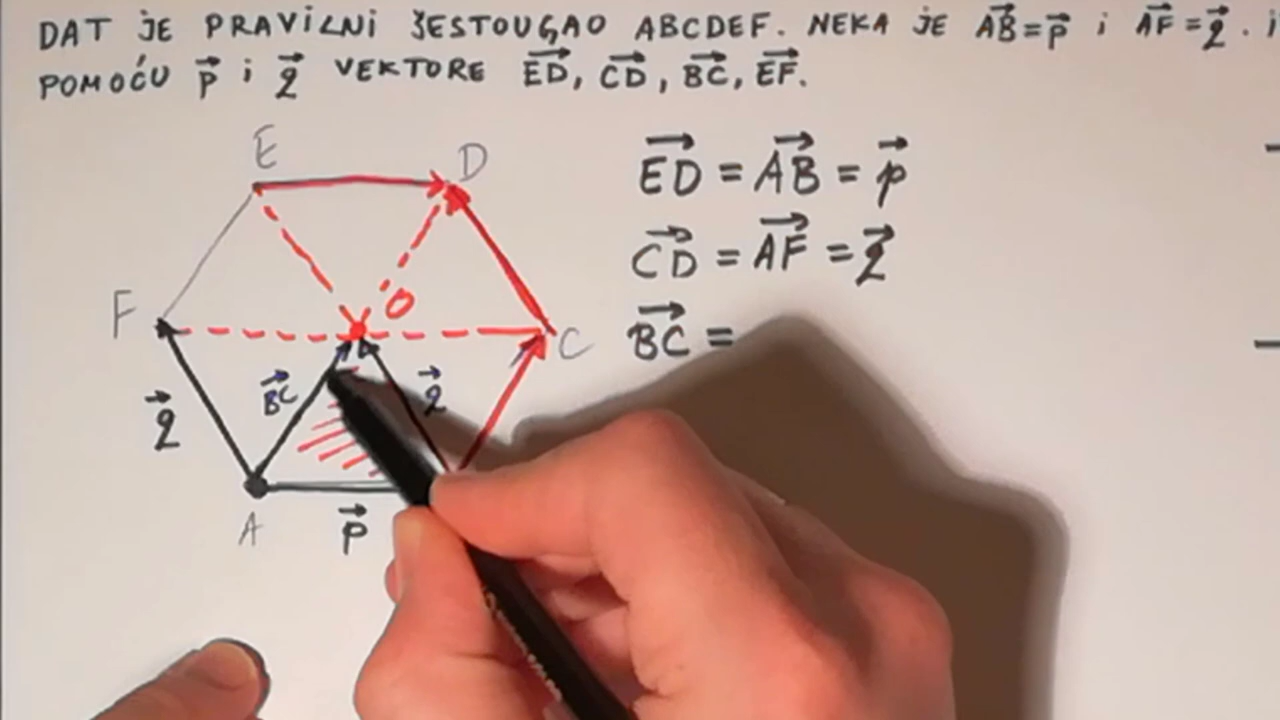 DAT JE PRAVILNI ŠESTOUGAO ABCDEF. NEKA JE AB⃗=p⃗ i AF⃗=q⃗. i
POMOĆU p⃗ i q⃗ VEKTORE ED⃗, CD⃗, BC⃗, EF⃗.
E
D
ED⃗ = AB⃗ = p⃗
CD⃗ = AF⃗ = q⃗
F
O
C
BC⃗ =
q⃗
BC⃗
q⃗
A
p⃗